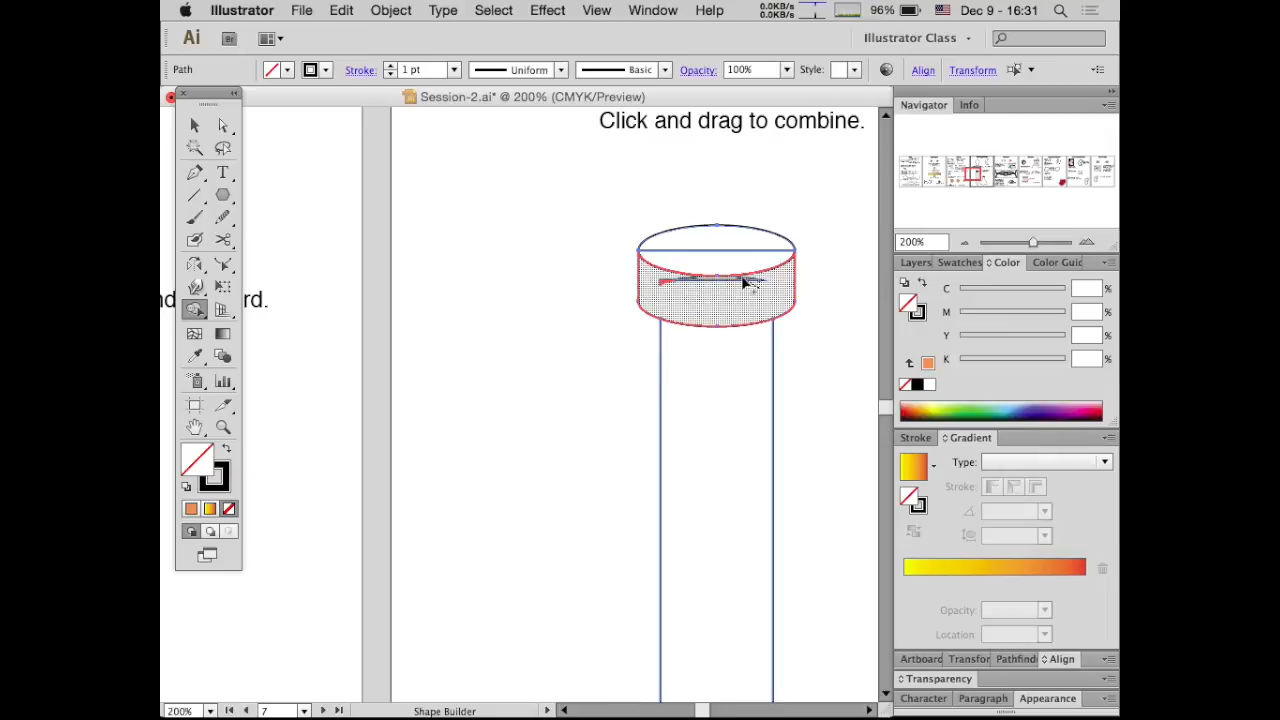 Illustrator File Edit Object Type Select Effect View Window Help 0.0KB/s 0.0KB/s 96% Dec 9 - 16:31
Ai Br Illustrator Class
Path Stroke: 1 pt Uniform Basic Opacity: 100% Style: Align Transform
Session-2.ai* @ 200% (CMYK/Preview)
Click and drag to combine.
rd.
T
Navigator Info
200%
Layers Swatches Color Color Guid
C %
M %
Y %
K %
Stroke Gradient
Type:
Stroke:
Opacity:
Location:
Artboard Transfor Pathfind Align
Transparency
Character Paragraph Appearance
200% 7 Shape Builder